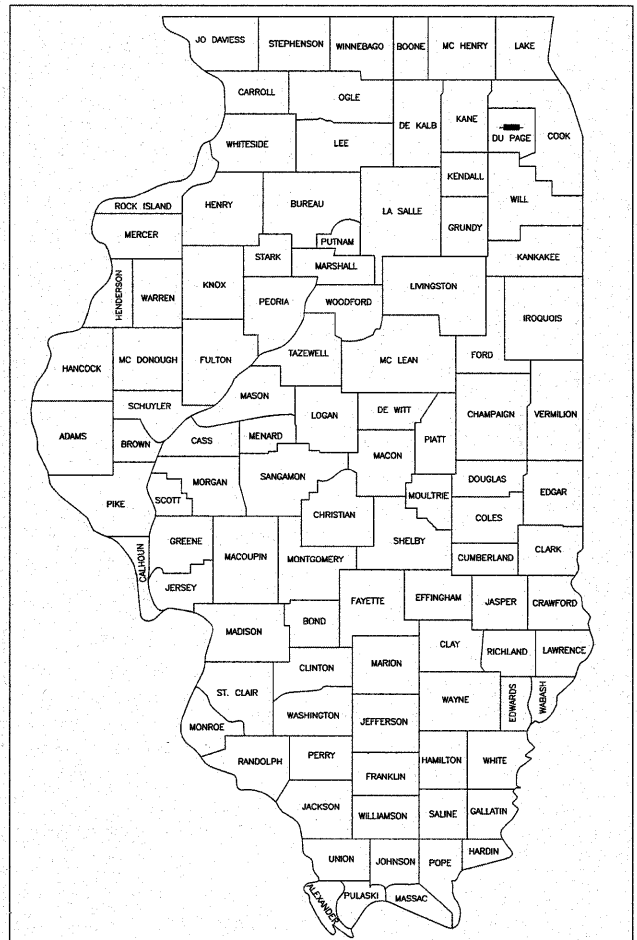 JO DAVIESS
STEPHENSON
WINNEBAGO
BOONE
MC HENRY
LAKE
CARROLL
OGLE
DE KALB
KANE
DU PAGE
COOK
WHITESIDE
LEE
KENDALL
WILL
ROCK ISLAND
HENRY
BUREAU
LA SALLE
GRUNDY
MERCER
PUTNAM
STARK
MARSHALL
KANKAKEE
HENDERSON
WARREN
KNOX
PEORIA
WOODFORD
LIVINGSTON
IROQUOIS
HANCOCK
MC DONOUGH
FULTON
TAZEWELL
MC LEAN
FORD
MASON
SCHUYLER
LOGAN
DE WITT
CHAMPAIGN
VERMILION
ADAMS
BROWN
CASS
MENARD
MACON
PIATT
PIKE
SCOTT
MORGAN
SANGAMON
MOULTRIE
DOUGLAS
EDGAR
CHRISTIAN
COLES
CALHOUN
GREENE
MACOUPIN
MONTGOMERY
SHELBY
CUMBERLAND
CLARK
JERSEY
FAYETTE
EFFINGHAM
JASPER
CRAWFORD
MADISON
BOND
CLAY
RICHLAND
LAWRENCE
CLINTON
MARION
ST. CLAIR
WAYNE
EDWARDS
WABASH
MONROE
WASHINGTON
JEFFERSON
RANDOLPH
PERRY
HAMILTON
WHITE
FRANKLIN
JACKSON
WILLIAMSON
SALINE
GALLATIN
UNION
JOHNSON
POPE
HARDIN
ALEXANDER
PULASKI
MASSAC